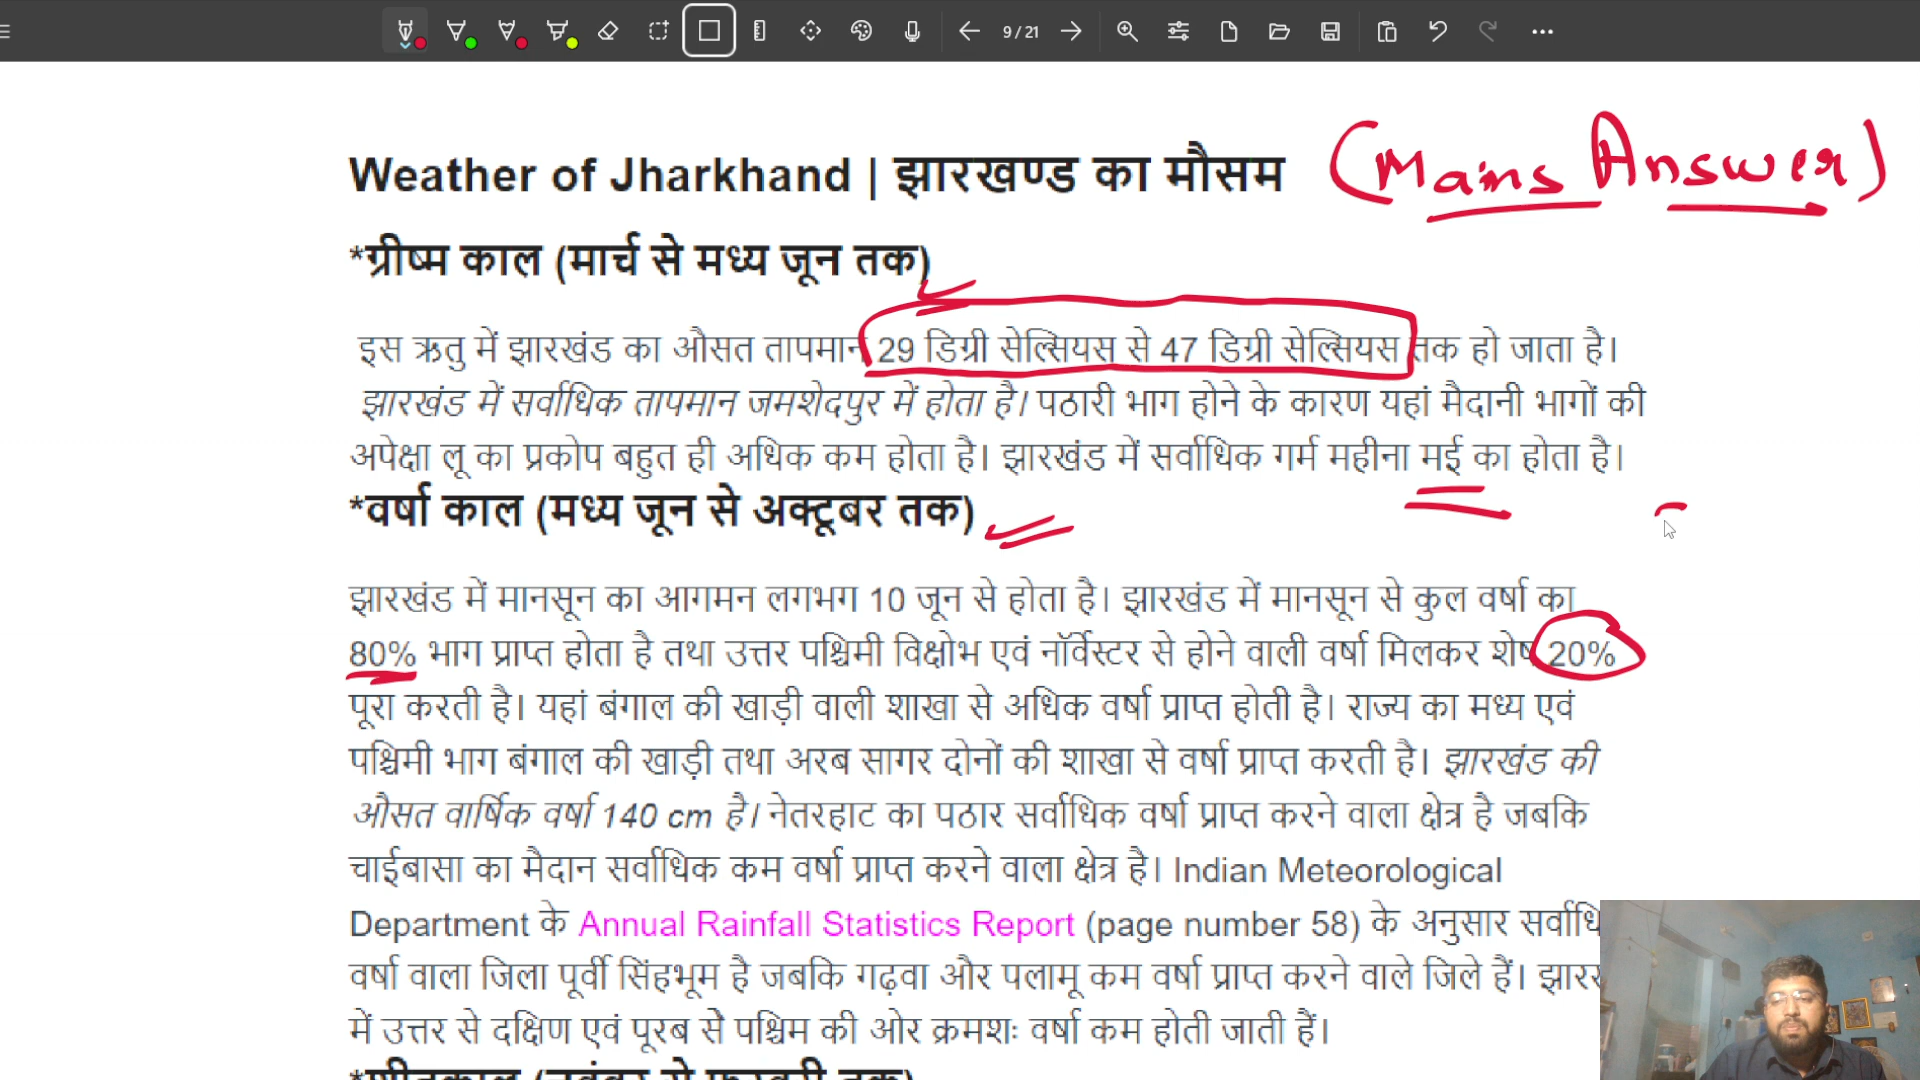 9 / 21
Weather of Jharkhand | झारखण्ड का मौसम (Mains Answer)
*ग्रीष्म काल (मार्च से मध्य जून तक)
इस ऋतु में झारखंड का औसत तापमान 29 डिग्री सेल्सियस से 47 डिग्री सेल्सियस तक हो जाता है।
झारखंड में सर्वाधिक तापमान जमशेदपुर में होता है। पठारी भाग होने के कारण यहां मैदानी भागों की
अपेक्षा लू का प्रकोप बहुत ही अधिक कम होता है। झारखंड में सर्वाधिक गर्म महीना मई का होता है।
*वर्षा काल (मध्य जून से अक्टूबर तक)
झारखंड में मानसून का आगमन लगभग 10 जून से होता है। झारखंड में मानसून से कुल वर्षा का
80% भाग प्राप्त होता है तथा उत्तर पश्चिमी विक्षोभ एवं नॉर्वेस्टर से होने वाली वर्षा मिलकर शेष 20%
पूरा करती है। यहां बंगाल की खाड़ी वाली शाखा से अधिक वर्षा प्राप्त होती है। राज्य का मध्य एवं
पश्चिमी भाग बंगाल की खाड़ी तथा अरब सागर दोनों की शाखा से वर्षा प्राप्त करती है। झारखंड की
औसत वार्षिक वर्षा 140 cm है। नेतरहाट का पठार सर्वाधिक वर्षा प्राप्त करने वाला क्षेत्र है जबकि
चाईबासा का मैदान सर्वाधिक कम वर्षा प्राप्त करने वाला क्षेत्र है। Indian Meteorological
Department के Annual Rainfall Statistics Report (page number 58) के अनुसार
वर्षा वाला जिला पूर्वी सिंहभूम है जबकि गढ़वा और पलामू कम वर्षा प्राप्त करने वाले जिले हैं।
में उत्तर से दक्षिण एवं पूरब से पश्चिम की ओर क्रमशः वर्षा कम होती जाती हैं।